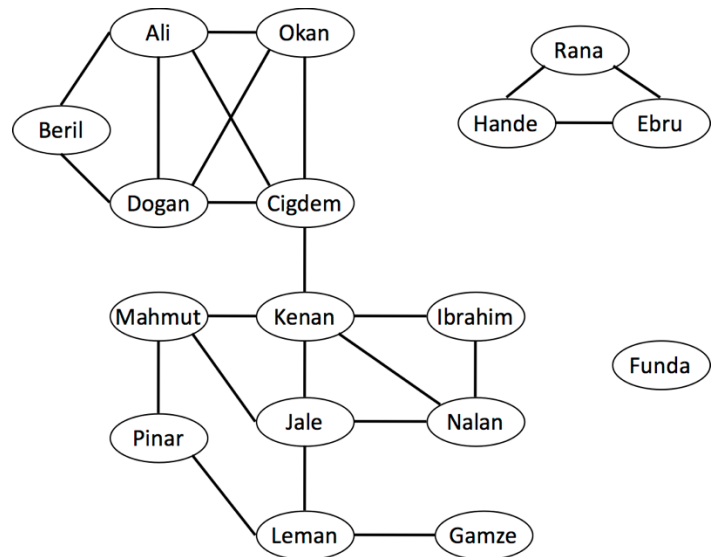 Ali
Okan
Rana
Beril
Hande
Ebru
Dogan
Cigdem
Mahmut
Kenan
Ibrahim
Funda
Pinar
Jale
Nalan
Leman
Gamze